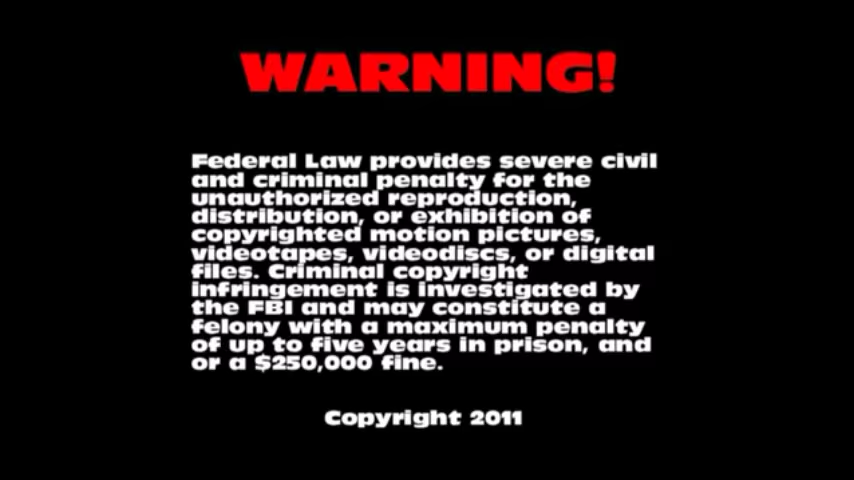 WARNING!
Federal Law provides severe civil
and criminal penalty for the
unauthorized reproduction,
distribution, or exhibition of
copyrighted motion pictures,
videotapes, videodiscs, or digital
files. Criminal copyright
infringement is investigated by
the FBI and may constitute a
felony with a maximum penalty
of up to five years in prison, and
or a $250,000 fine.
Copyright 2011